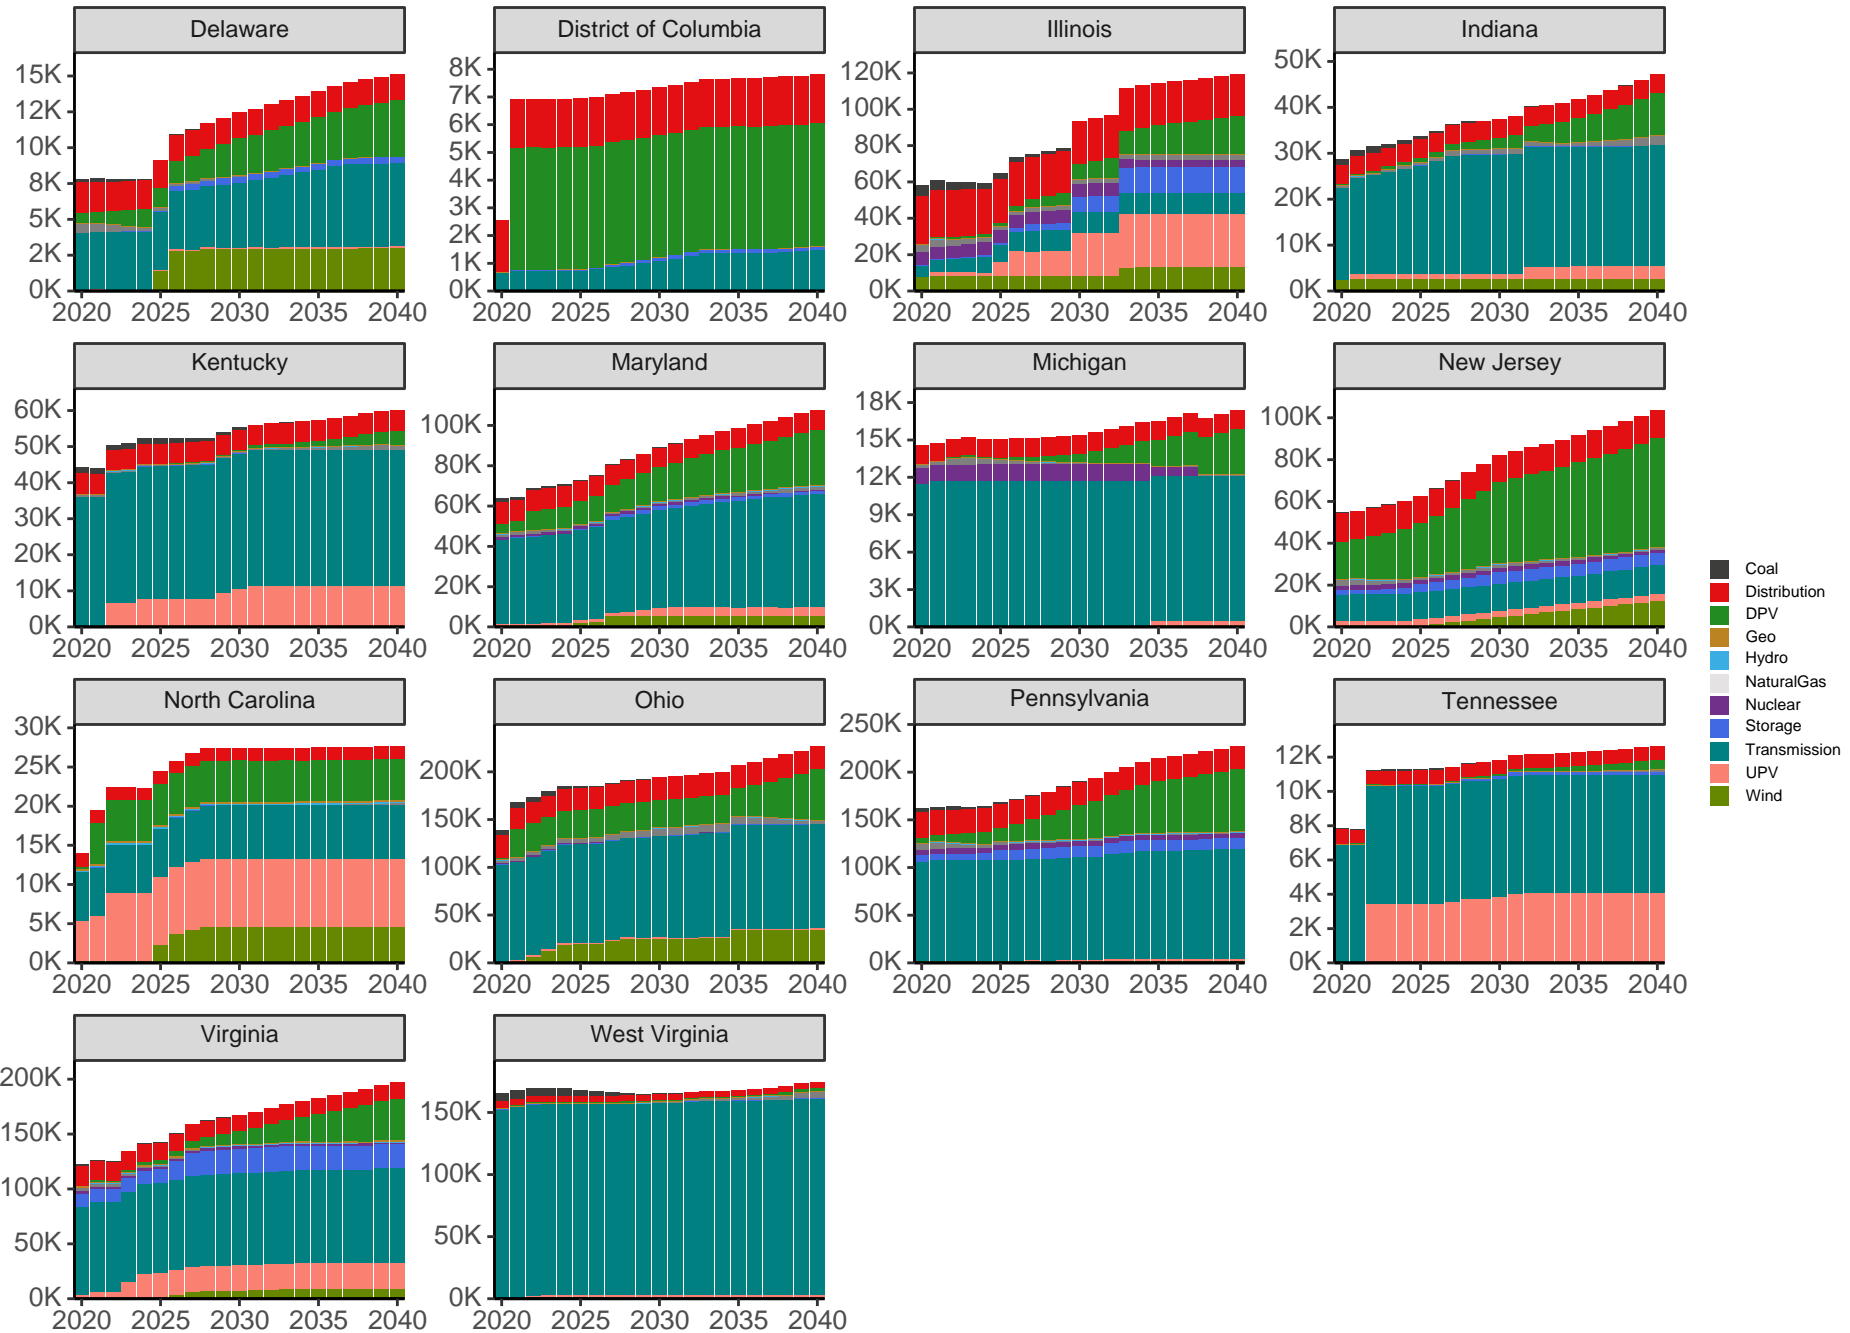 Delaware
District of Columbia
Illinois
Indiana
15K
12K
10K
8K
5K
2K
0K
2020 2025 2030 2035 2040
8K
7K
6K
5K
4K
3K
2K
1K
0K
2020 2025 2030 2035 2040
120K
100K
80K
60K
40K
20K
0K
2020 2025 2030 2035 2040
50K
40K
30K
20K
10K
0K
2020 2025 2030 2035 2040
Kentucky
Maryland
Michigan
New Jersey
60K
50K
40K
30K
20K
10K
0K
2020 2025 2030 2035 2040
100K
80K
60K
40K
20K
0K
2020 2025 2030 2035 2040
18K
15K
12K
9K
6K
3K
0K
2020 2025 2030 2035 2040
100K
80K
60K
40K
20K
0K
2020 2025 2030 2035 2040
Coal
Distribution
DPV
Geo
Hydro
NaturalGas
Nuclear
Storage
Transmission
UPV
Wind
North Carolina
Ohio
Pennsylvania
Tennessee
30K
25K
20K
15K
10K
5K
0K
2020 2025 2030 2035 2040
200K
150K
100K
50K
0K
2020 2025 2030 2035 2040
250K
200K
150K
100K
50K
0K
2020 2025 2030 2035 2040
12K
10K
8K
6K
4K
2K
0K
2020 2025 2030 2035 2040
Virginia
West Virginia
200K
150K
100K
50K
0K
2020 2025 2030 2035 2040
150K
100K
50K
0K
2020 2025 2030 2035 2040